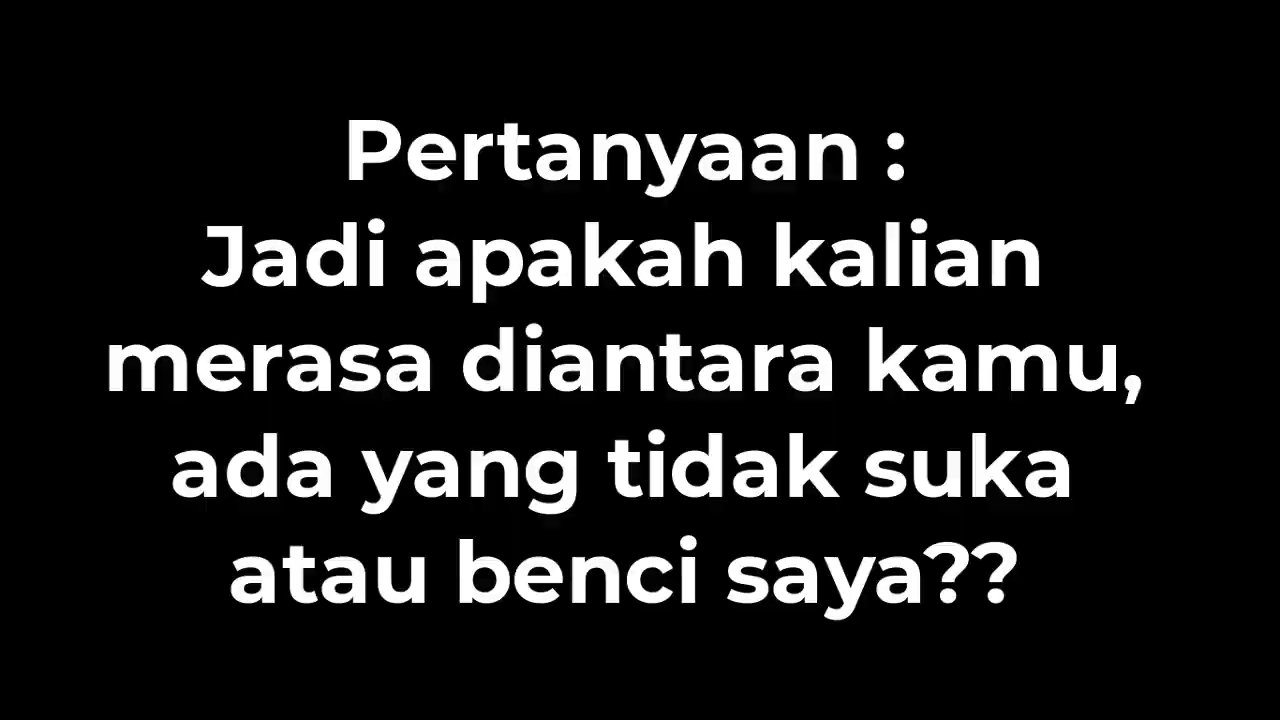 Pertanyaan :
Jadi apakah kalian
merasa diantara kamu,
ada yang tidak suka
atau benci saya??